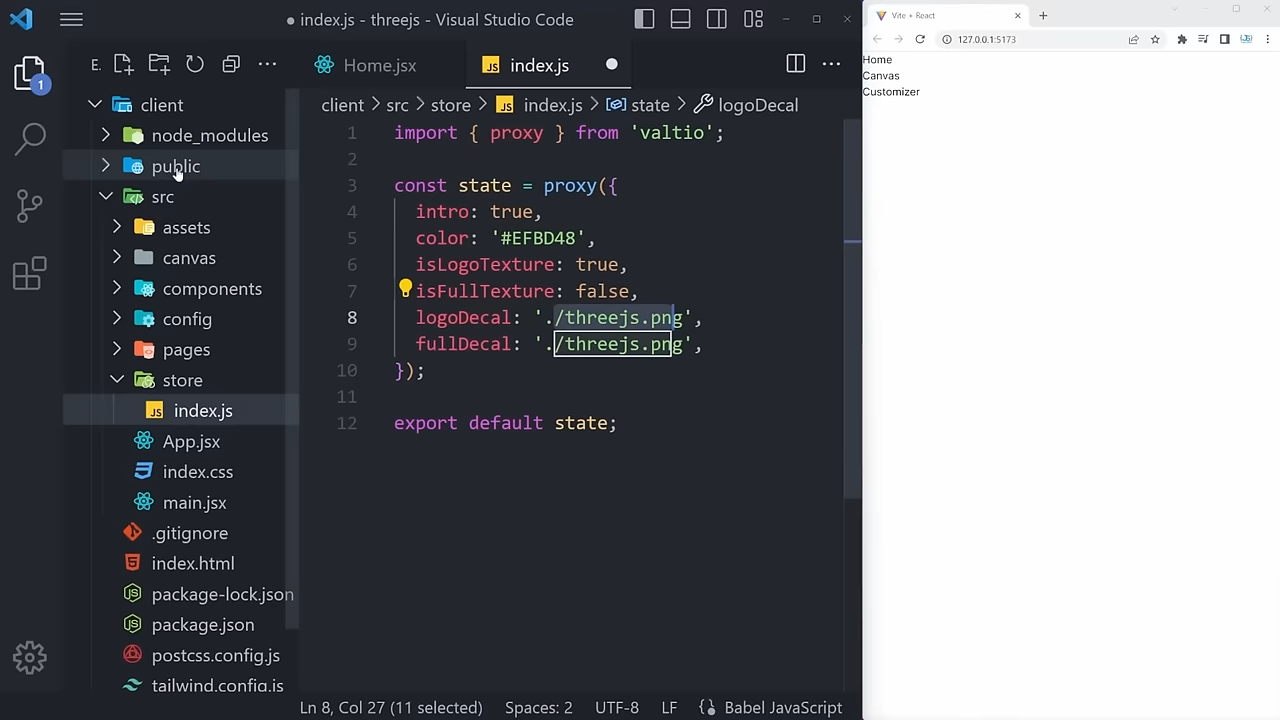 index.js - threejs - Visual Studio Code
E.
Home.jsx
index.js
client
node_modules
public
src
assets
canvas
components
config
pages
store
index.js
App.jsx
index.css
main.jsx
.gitignore
index.html
package-lock.json
package.json
postcss.config.js
tailwind.config.js
1
client > src > store > index.js > state > logoDecal
1 import { proxy } from 'valtio';
2
3 const state = proxy({
4 intro: true,
5 color: '#EFBD48',
6 isLogoTexture: true,
7 isFullTexture: false,
8 logoDecal: './threejs.png',
9 fullDecal: './threejs.png',
10 });
11
12 export default state;
Ln 8, Col 27 (11 selected) Spaces: 2 UTF-8 LF Babel JavaScript
Vite + React
127.0.0.1:5173
Home
Canvas
Customizer